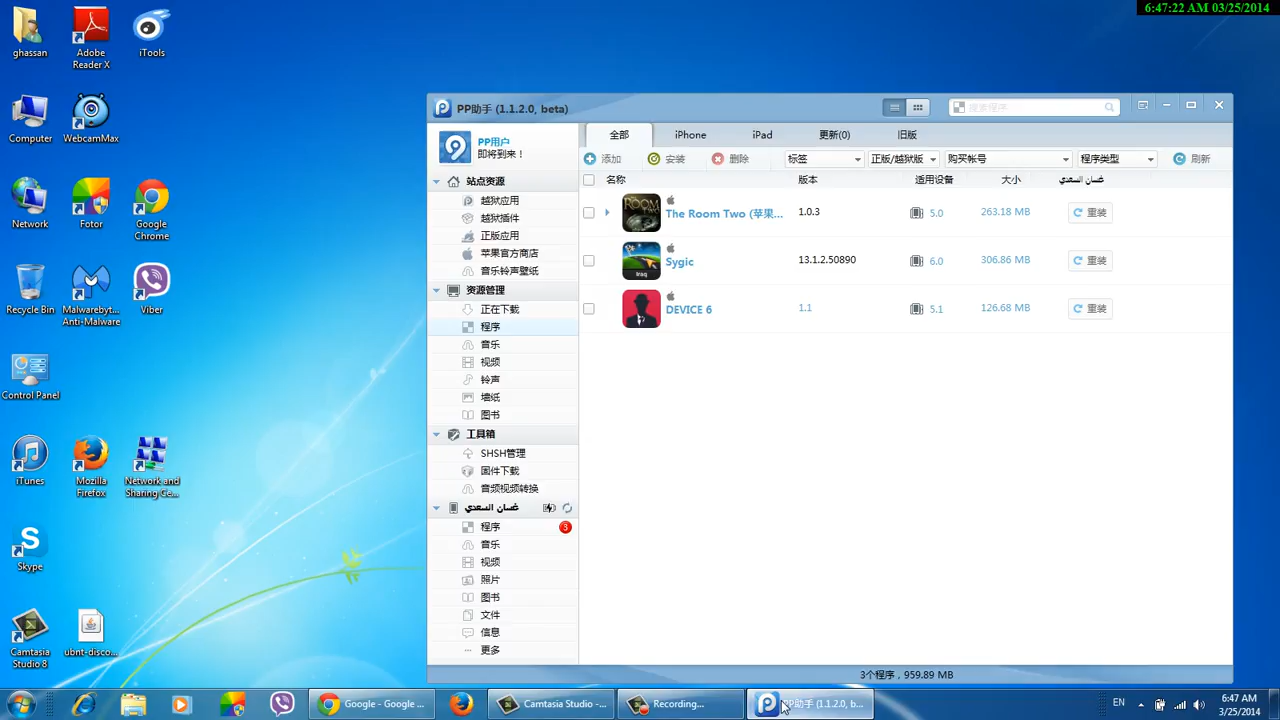 6:47:22 AM 03/25/2014
ghassan
Adobe Reader X
iTools
Computer
WebcamMax
Network
Fotor
Google Chrome
Recycle Bin
Malwarebyt... Anti-Malware
Viber
Control Panel
iTunes
Mozilla Firefox
Network and Sharing Ce...
Skype
Camtasia Studio 8
ubnt-disco...
PP助手 (1.1.2.0, beta)
搜索程序
PP用户
即将到来！
全部
iPhone
iPad
更新(0)
旧版
添加
安装
删除
标签
正版/越狱版
购买帐号
程序类型
刷新
名称
版本
适用设备
大小
غسان السعدي
站点资源
越狱应用
越狱插件
正版应用
苹果官方商店
音乐铃声壁纸
资源管理
正在下载
程序
音乐
视频
铃声
墙纸
图书
工具箱
SHSH管理
固件下载
音频视频转换
غسان السعدي
程序
3
音乐
视频
照片
图书
文件
信息
更多
The Room Two (苹果...
1.0.3
5.0
263.18 MB
重装
Iraq
Sygic
13.1.2.50890
6.0
306.86 MB
重装
DEVICE 6
1.1
5.1
126.68 MB
重装
3个程序，959.89 MB
Google - Google ...
Camtasia Studio -...
Recording...
PP助手 (1.1.2.0, b...
EN
6:47 AM
3/25/2014